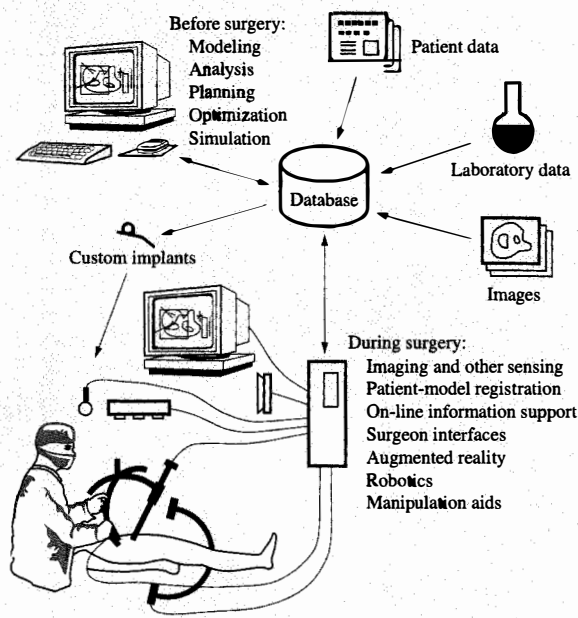 Before surgery:
Modeling
Analysis
Planning
Optimization
Simulation
Patient data
Laboratory data
Database
Custom implants
Images
During surgery:
Imaging and other sensing
Patient-model registration
On-line information support
Surgeon interfaces
Augmented reality
Robotics
Manipulation aids